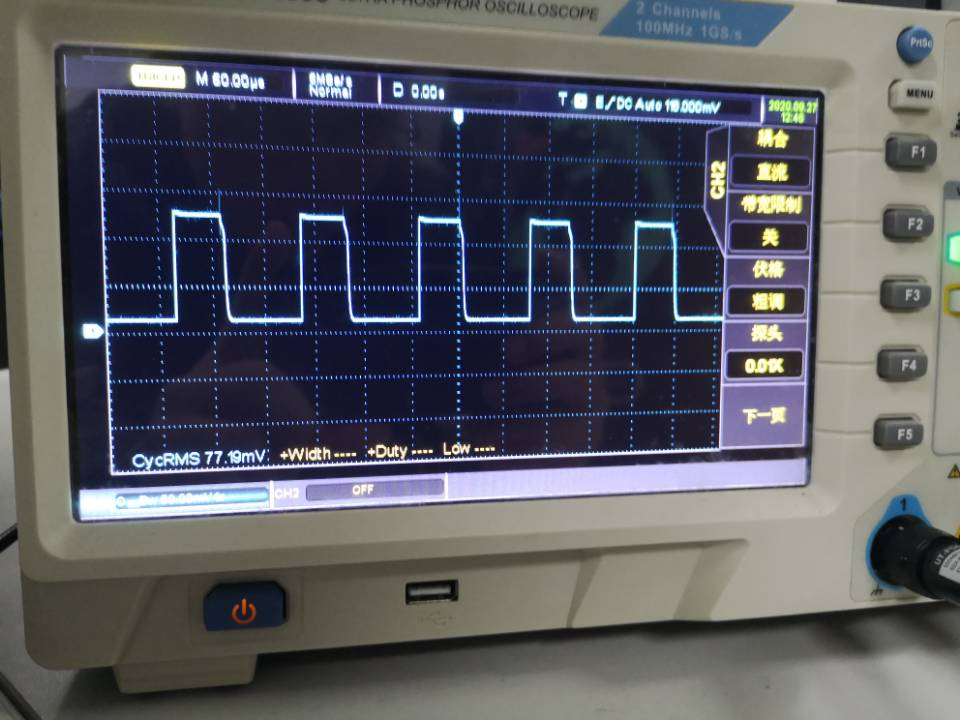 PHOSPHOR OSCILLOSCOPE
2 Channels
100MHz 1GS/s
PrtSc
MENU
M 50.00µs
Normal
D 0.00s
T
DC Auto 116.000mV
2020.09.27
12:46
CH2
耦合
直流
带宽限制
关
伏格
粗调
探头
0.01X
下一页
F1
F2
F3
F4
F5
CycRMS 77.19mV
+Width ----
+Duty ----
Low ----
CH2
OFF
1